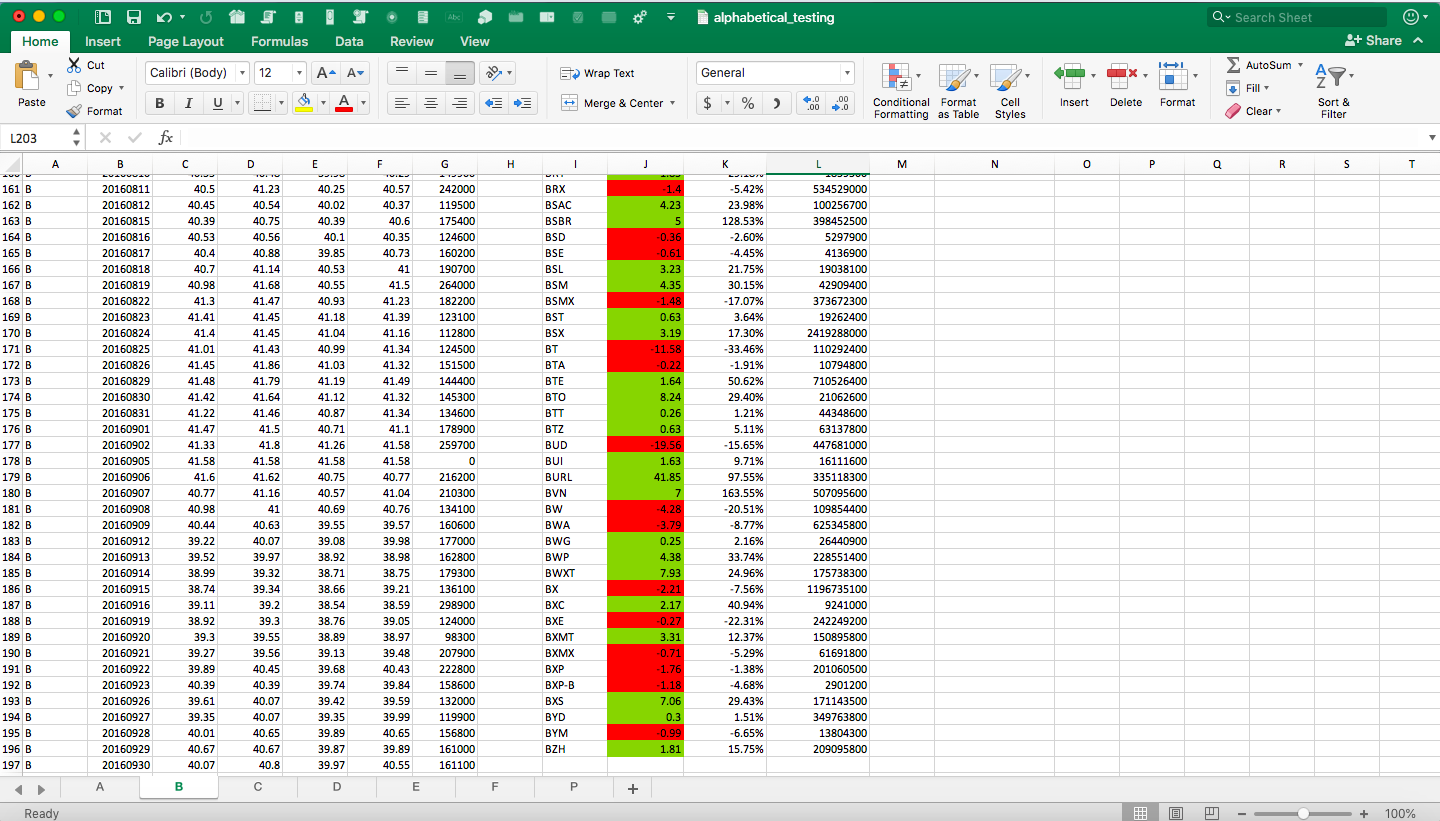 alphabetical_testing
Search Sheet
Home Insert Page Layout Formulas Data Review View
Share
Cut
Copy
Format
Paste
Calibri (Body) 12 A A
B I U A
Wrap Text
Merge & Center
General
$ %
Conditional Formatting
Format as Table
Cell Styles
Insert Delete Format
AutoSum
Fill
Clear
Sort & Filter
L203 fx
A B C D E F G H I J K L M N O P Q R S T
161 B 20160811 40.5 41.23 40.25 40.57 242000 BRX -1.4 -5.42% 534529000
162 B 20160812 40.45 40.54 40.02 40.37 119500 BSAC 4.23 23.98% 100256700
163 B 20160815 40.39 40.75 40.39 40.6 175400 BSBR 5 128.53% 398452500
164 B 20160816 40.53 40.56 40.1 40.35 124600 BSD -0.36 -2.60% 5297900
165 B 20160817 40.4 40.88 39.85 40.73 160200 BSE -0.61 -4.45% 4136900
166 B 20160818 40.7 41.14 40.53 41 190700 BSL 3.23 21.75% 19038100
167 B 20160819 40.98 41.68 40.55 41.5 264000 BSM 4.35 30.15% 42909400
168 B 20160822 41.3 41.47 40.93 41.23 182200 BSMX -1.48 -17.07% 373672300
169 B 20160823 41.41 41.45 41.18 41.39 123100 BST 0.63 3.64% 19262400
170 B 20160824 41.4 41.45 41.04 41.16 112800 BSX 3.19 17.30% 2419288000
171 B 20160825 41.01 41.43 40.99 41.34 124500 BT -11.58 -33.46% 110292400
172 B 20160826 41.45 41.86 41.03 41.32 151500 BTA -0.22 -1.91% 10794800
173 B 20160829 41.48 41.79 41.19 41.49 144400 BTE 1.64 50.62% 710526400
174 B 20160830 41.42 41.64 41.12 41.32 145300 BTO 8.24 29.40% 21062600
175 B 20160831 41.22 41.46 40.87 41.34 134600 BTT 0.26 1.21% 44348600
176 B 20160901 41.47 41.5 40.71 41.1 178900 BTZ 0.63 5.11% 63137800
177 B 20160902 41.33 41.8 41.26 41.58 259700 BUD -19.56 -15.65% 447681000
178 B 20160905 41.58 41.58 41.58 41.58 0 BUI 1.63 9.71% 16111600
179 B 20160906 41.6 41.62 40.75 40.77 216200 BURL 41.85 97.55% 335118300
180 B 20160907 40.77 41.16 40.57 41.04 210300 BVN 7 163.55% 507095600
181 B 20160908 40.98 41 40.69 40.76 134100 BW -4.28 -20.51% 109854400
182 B 20160909 40.44 40.63 39.55 39.57 160600 BWA -3.79 -8.77% 625345800
183 B 20160912 39.22 40.07 39.08 39.98 177000 BWG 0.25 2.16% 26440900
184 B 20160913 39.52 39.97 38.92 38.98 162800 BWP 4.38 33.74% 228551400
185 B 20160914 38.99 39.32 38.71 38.75 179300 BWXT 7.93 24.96% 175738300
186 B 20160915 38.74 39.34 38.66 39.21 136100 BX -2.21 -7.56% 1196735100
187 B 20160916 39.11 39.2 38.54 38.59 298900 BXC 2.17 40.94% 9241000
188 B 20160919 38.92 39.3 38.76 39.05 124000 BXE -0.27 -22.31% 242249200
189 B 20160920 39.3 39.55 38.89 38.97 98300 BXMT 3.31 12.37% 150895800
190 B 20160921 39.27 39.56 39.13 39.48 207900 BXMX -0.71 -5.29% 61691800
191 B 20160922 39.89 40.45 39.68 40.43 222800 BXP -1.76 -1.38% 201060500
192 B 20160923 40.39 40.39 39.74 39.84 158600 BXP-B -1.18 -4.68% 2901200
193 B 20160926 39.61 40.07 39.42 39.59 132000 BXS 7.06 29.43% 171143500
194 B 20160927 39.35 40.07 39.35 39.99 119900 BYD 0.3 1.51% 349763800
195 B 20160928 40.01 40.65 39.89 40.65 156800 BYM -0.99 -6.65% 13804300
196 B 20160929 40.67 40.67 39.87 39.89 161000 BZH 1.81 15.75% 209095800
197 B 20160930 40.07 40.8 39.97 40.55 161100
A B C D E F P +
Ready 100%